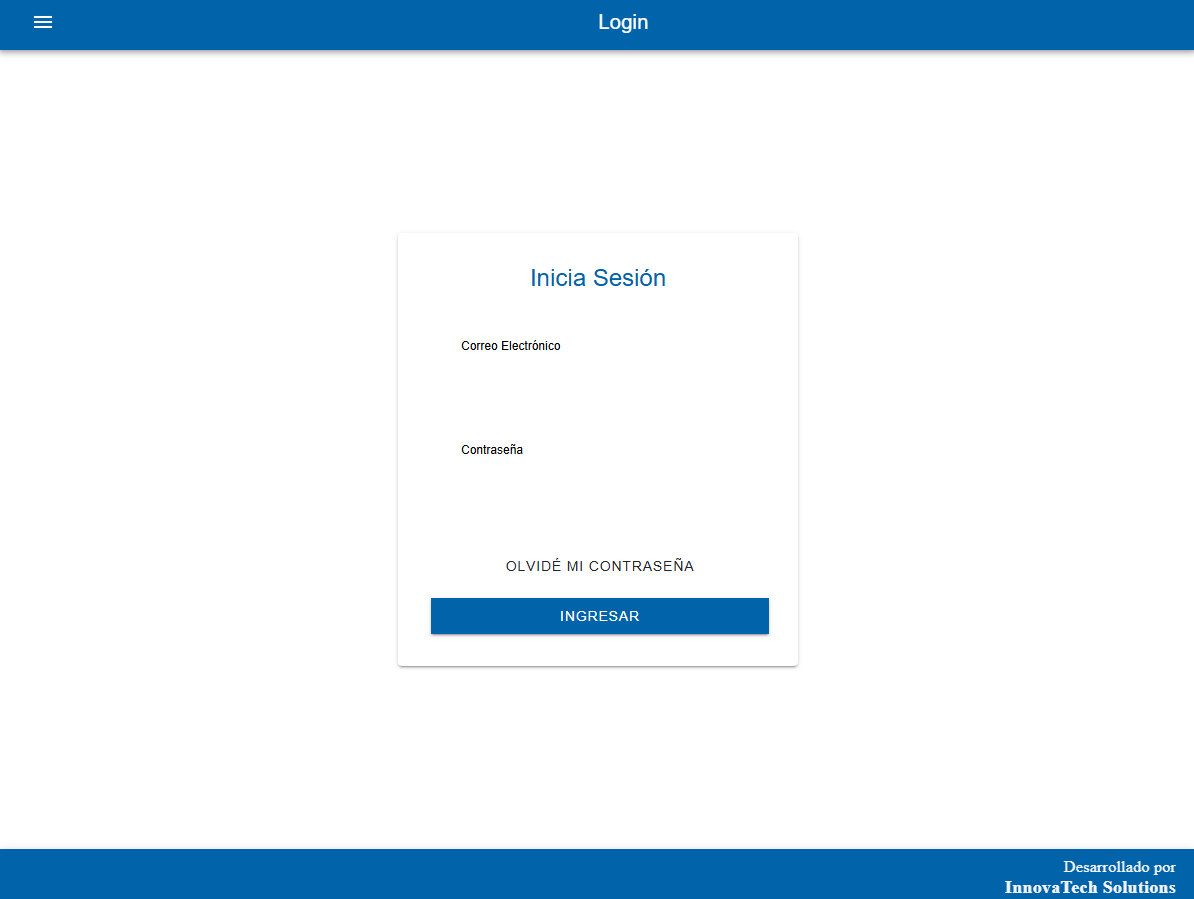 Login
Inicia Sesión
Correo Electrónico
Contraseña
OLVIDÉ MI CONTRASEÑA
INGRESAR
Desarrollado por
InnovaTech Solutions